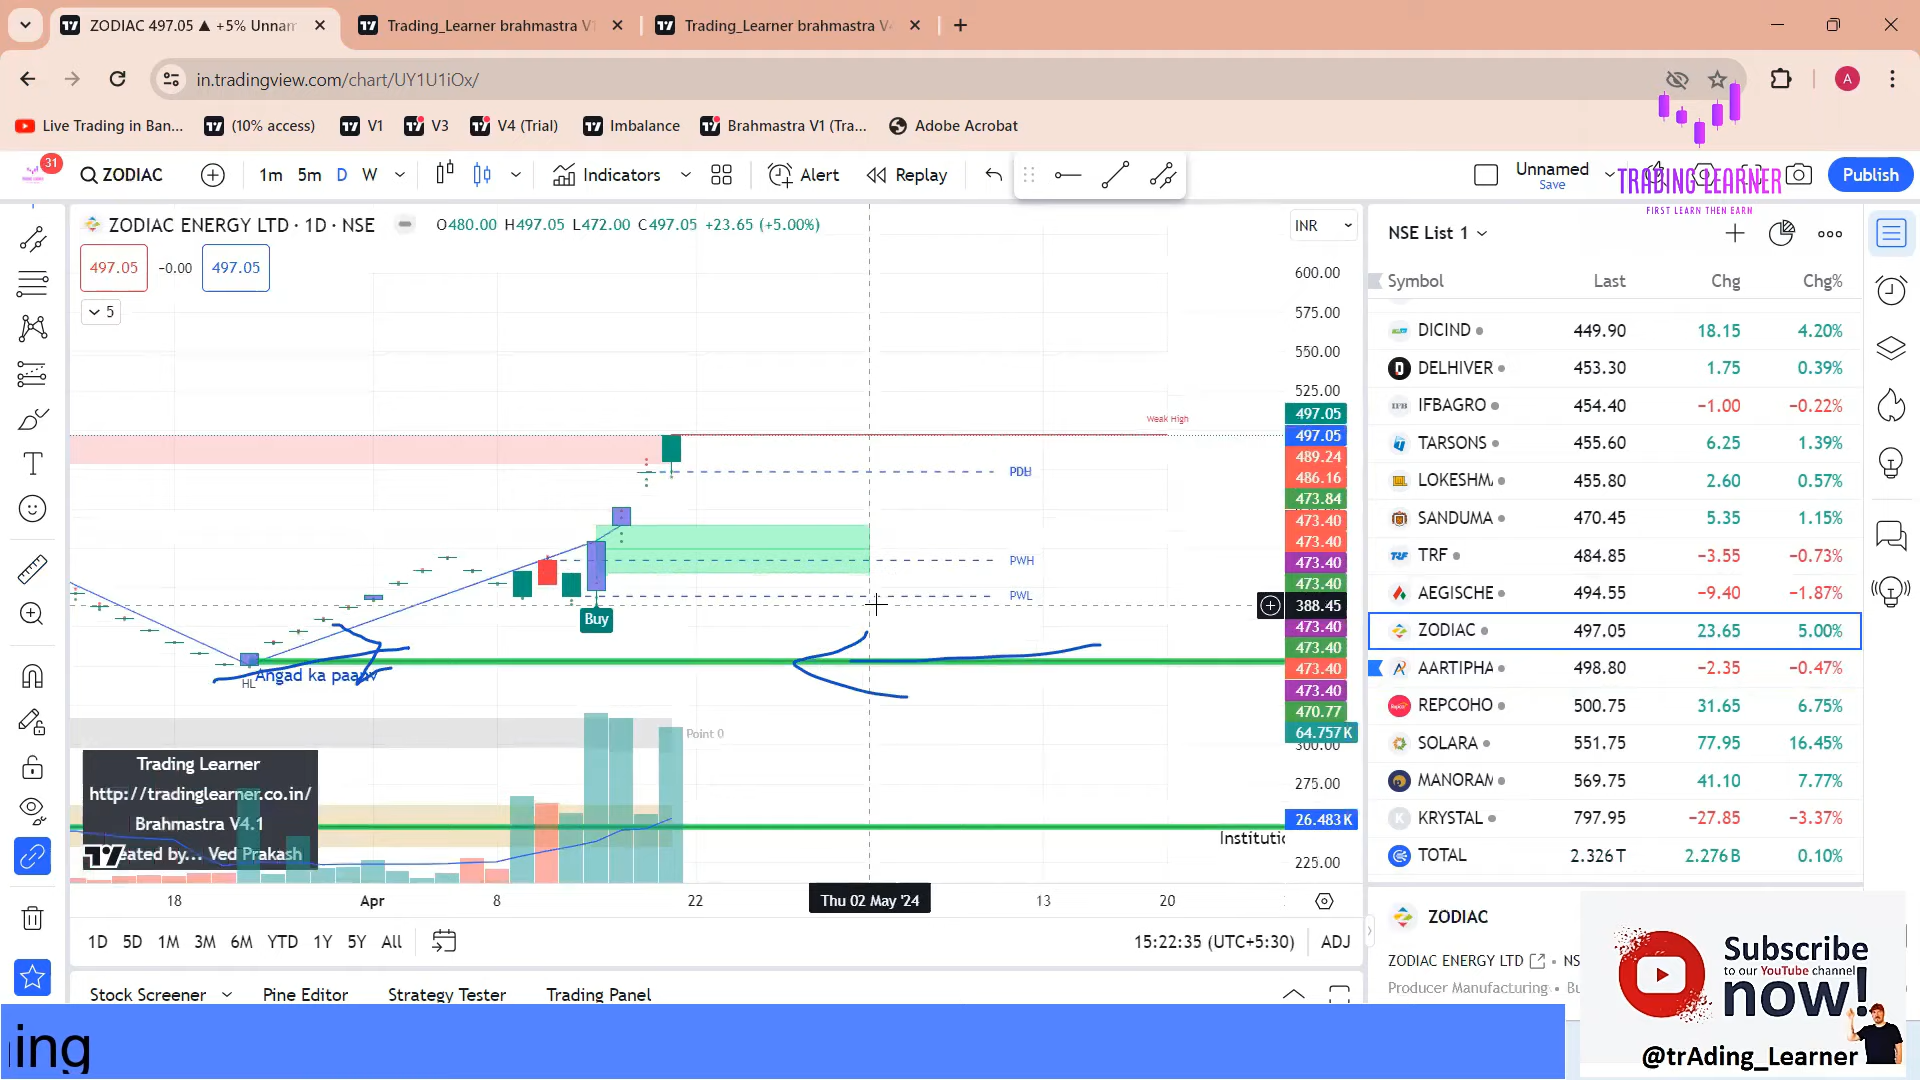 ZODIAC 497.05 ▲ +5% Unnam
Trading_Learner brahmastra V
Trading_Learner brahmastra V
in.tradingview.com/chart/UY1U1iOx/
A
Live Trading in Ban...
(10% access)
V1
V3
V4 (Trial)
Imbalance
Brahmastra V1 (Tra...
Adobe Acrobat
31
ZODIAC
1m
5m
D
W
Indicators
Alert
Replay
Unnamed
Save
TRADING LEARNER
FIRST LEARN THEN EARN
Publish
ZODIAC ENERGY LTD · 1D · NSE
O480.00 H497.05 L472.00 C497.05 +23.65 (+5.00%)
497.05
−0.00
497.05
5
INR
600.00
575.00
550.00
525.00
497.05
497.05
489.24
486.16
473.84
473.40
473.40
473.40
473.40
388.45
473.40
473.40
473.40
473.40
470.77
64.757K
300.00
275.00
26.483K
225.00
Weak High
PWH
PWL
Buy
HL
Angad ka paanv
Point 0
Institutio
Trading Learner
http://tradinglearner.co.in/
Brahmastra V4.1
eated by... Ved Prakash
18
Apr
8
22
Thu 02 May '24
13
20
1D
5D
1M
3M
6M
YTD
1Y
5Y
All
15:22:35 (UTC+5:30)
ADJ
Stock Screener
Pine Editor
Strategy Tester
Trading Panel
NSE List 1
Symbol Last Chg Chg%
DICIND 449.90 18.15 4.20%
DELHIVER 453.30 1.75 0.39%
IFBAGRO 454.40 −1.00 −0.22%
TARSONS 455.60 6.25 1.39%
LOKESHM 455.80 2.60 0.57%
SANDUMA 470.45 5.35 1.15%
TRF 484.85 −3.55 −0.73%
AEGISCHE 494.55 −9.40 −1.87%
ZODIAC 497.05 23.65 5.00%
AARTIPHA 498.80 −2.35 −0.47%
REPCOHO 500.75 31.65 6.75%
SOLARA 551.75 77.95 16.45%
MANORAM 569.75 41.10 7.77%
KRYSTAL 797.95 −27.85 −3.37%
TOTAL 2.326T 2.276B 0.10%
ZODIAC
ZODIAC ENERGY LTD • NS
Producer Manufacturing
Subscribe
to our YouTube channel
now!
@trAding_Learner
ing